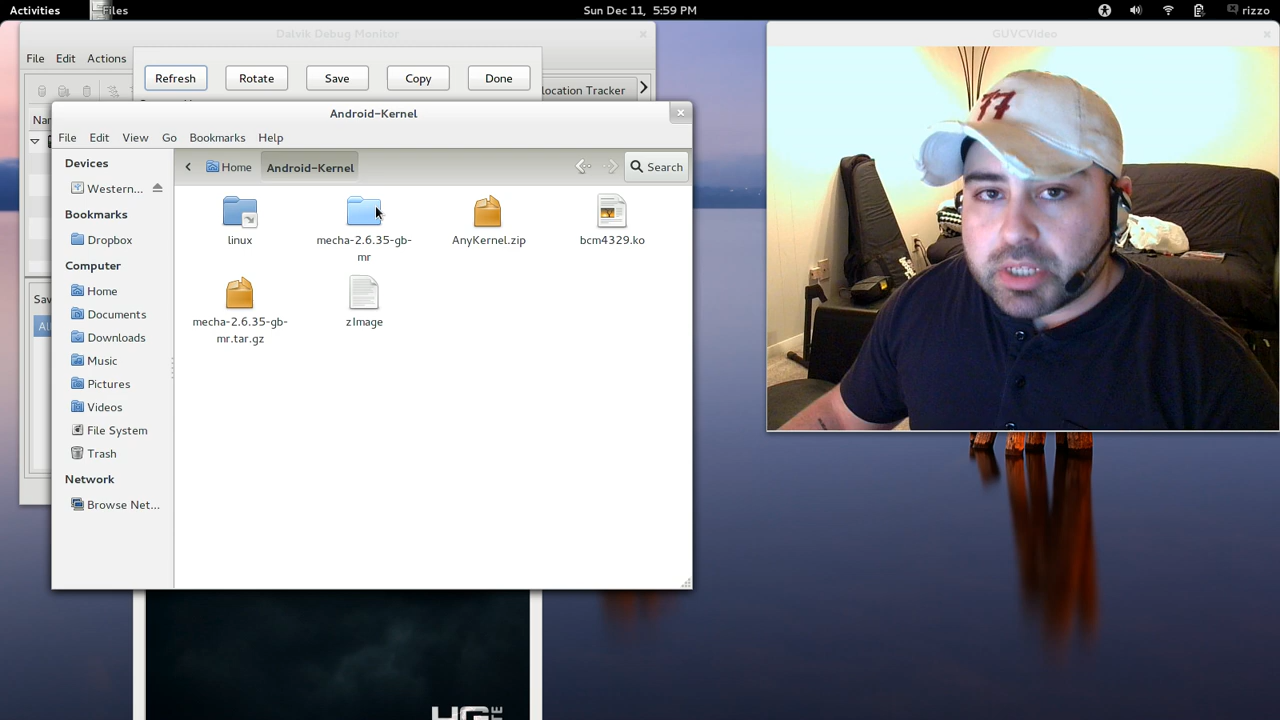 Activities
Files
Sun Dec 11, 5:59 PM
rizzo
Dalvik Debug Monitor
File Edit Actions
Refresh Rotate Save Copy Done
location Tracker
GUVCVideo
77
Android-Kernel
File Edit View Go Bookmarks Help
Devices
Western...
Bookmarks
Dropbox
Computer
Home
Documents
Downloads
Music
Pictures
Videos
File System
Trash
Network
Browse Net...
Home Android-Kernel Search
linux
mecha-2.6.35-gb-
mr
AnyKernel.zip
bcm4329.ko
mecha-2.6.35-gb-
mr.tar.gz
zImage